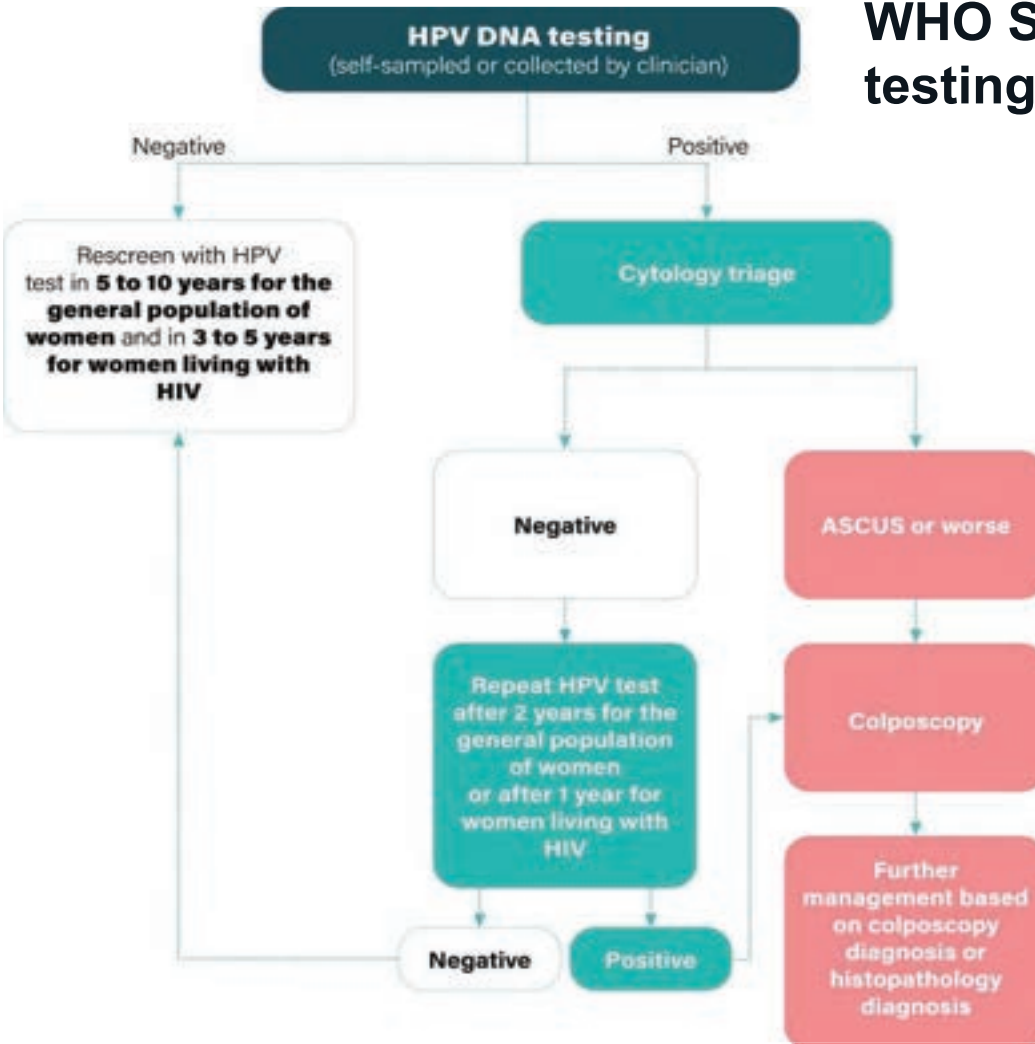 WHO S
testing
HPV DNA testing
(self-sampled or collected by clinician)
Negative
Positive
Rescreen with HPV
test in 5 to 10 years for the
general population of
women and in 3 to 5 years
for women living with
HIV
Cytology triage
Negative
ASCUS or worse
Repeat HPV test
after 2 years for the
general population
of women
or after 1 year for
women living with
HIV
Colposcopy
Negative
Positive
Further
management based
on colposcopy
diagnosis or
histopathology
diagnosis